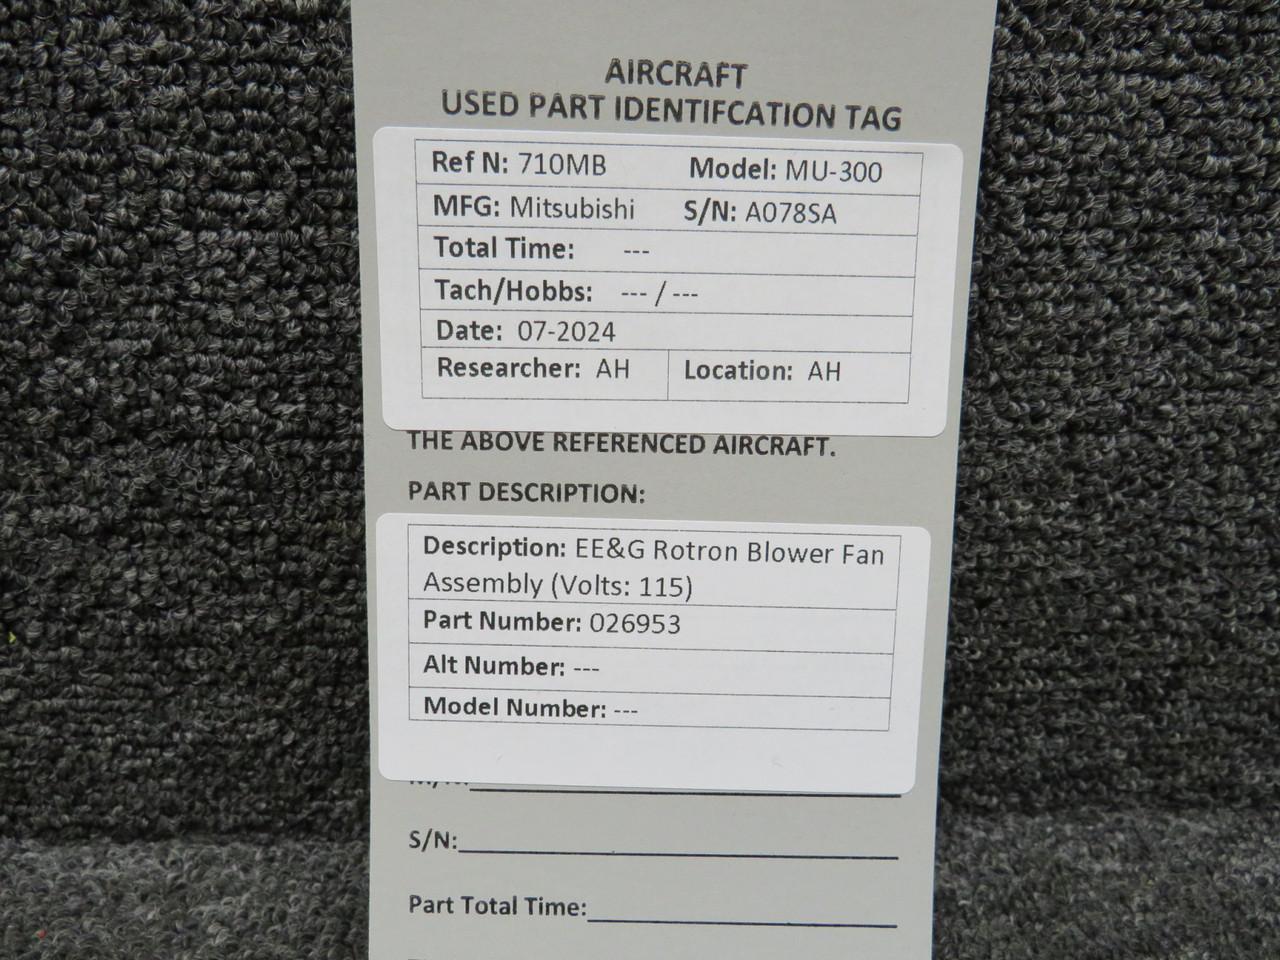 AIRCRAFT
USED PART IDENTIFCATION TAG
Ref N: 710MB Model: MU-300
MFG: Mitsubishi S/N: A078SA
Total Time: ---
Tach/Hobbs: --- / ---
Date: 07-2024
Researcher: AH Location: AH
THE ABOVE REFERENCED AIRCRAFT.
PART DESCRIPTION:
Description: EE&G Rotron Blower Fan
Assembly (Volts: 115)
Part Number: 026953
Alt Number: ---
Model Number: ---
S/N:
Part Total Time: